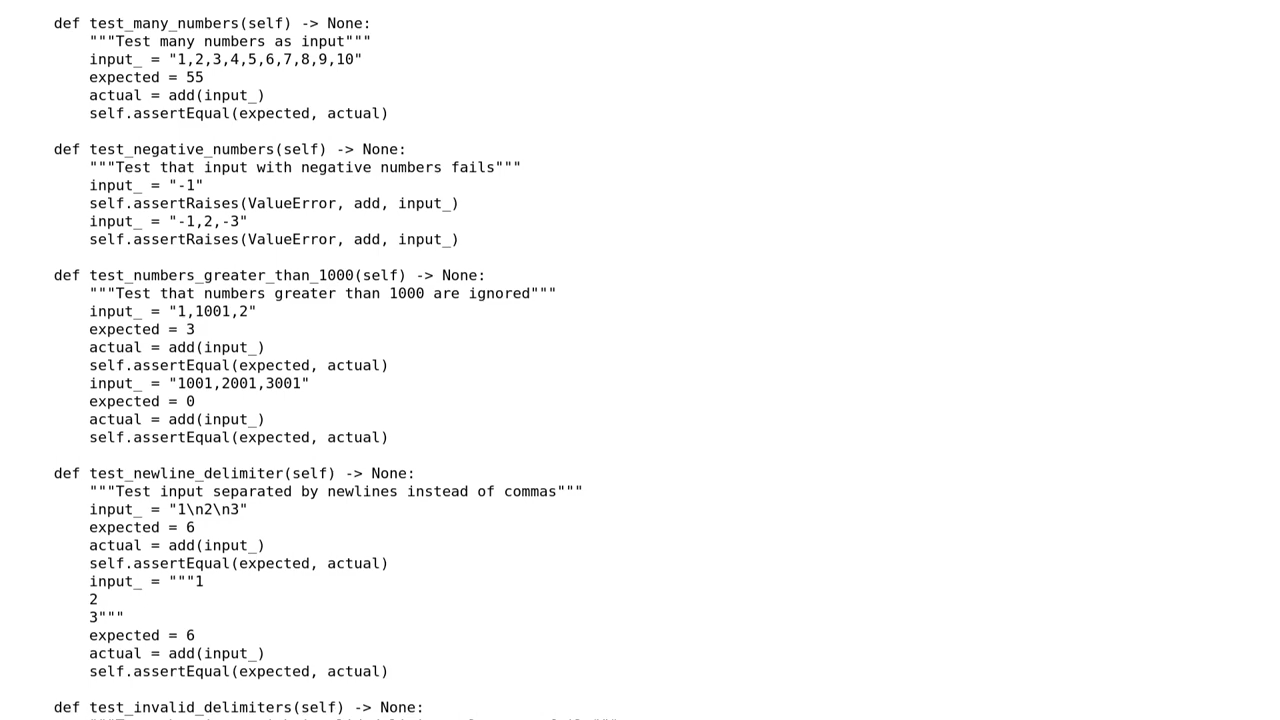 def test_many_numbers(self) -> None:
"""Test many numbers as input"""
input_ = "1,2,3,4,5,6,7,8,9,10"
expected = 55
actual = add(input_)
self.assertEqual(expected, actual)
def test_negative_numbers(self) -> None:
"""Test that input with negative numbers fails"""
input_ = "-1"
self.assertRaises(ValueError, add, input_)
input_ = "-1,2,-3"
self.assertRaises(ValueError, add, input_)
def test_numbers_greater_than_1000(self) -> None:
"""Test that numbers greater than 1000 are ignored"""
input_ = "1,1001,2"
expected = 3
actual = add(input_)
self.assertEqual(expected, actual)
input_ = "1001,2001,3001"
expected = 0
actual = add(input_)
self.assertEqual(expected, actual)
def test_newline_delimiter(self) -> None:
"""Test input separated by newlines instead of commas"""
input_ = "1\n2\n3"
expected = 6
actual = add(input_)
self.assertEqual(expected, actual)
input_ = """1
2
3"""
expected = 6
actual = add(input_)
self.assertEqual(expected, actual)
def test_invalid_delimiters(self) -> None: